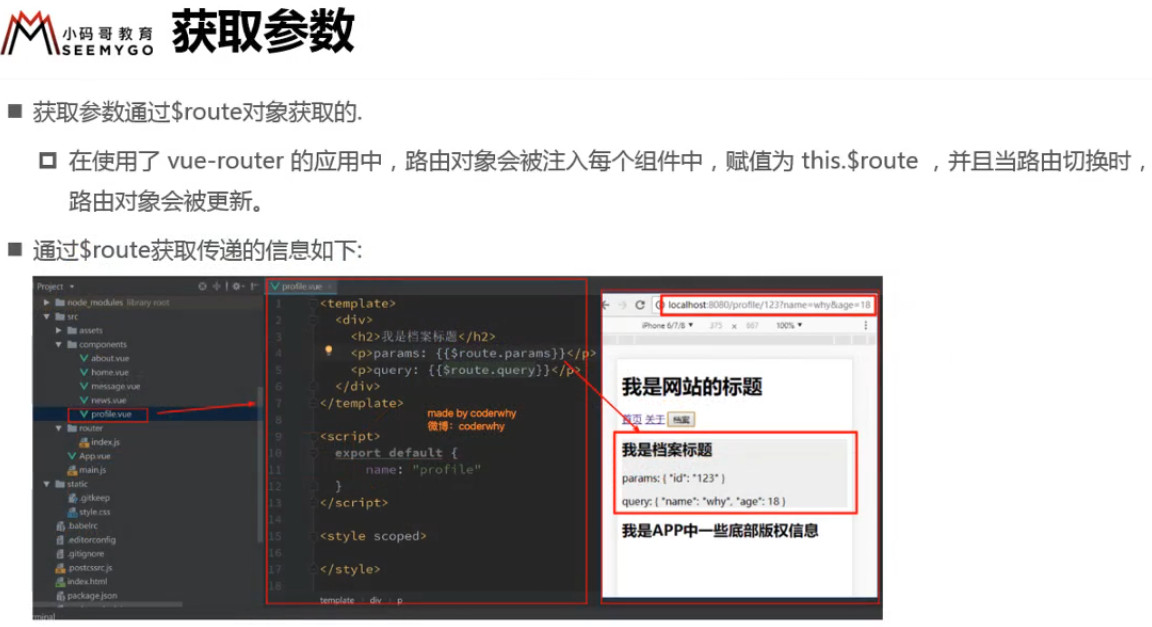 小码哥教育
SEEMYGO
获取参数
获取参数通过$route对象获取的.
在使用了 vue-router 的应用中，路由对象会被注入每个组件中，赋值为 this.$route ，并且当路由切换时，
路由对象会被更新。
通过$route获取传递的信息如下:
Project
node_modules library root
src
assets
components
about.vue
home.vue
message.vue
news.vue
profile.vue
router
index.js
App.vue
main.js
static
.gitkeep
style.css
.babelrc
.editorconfig
.gitignore
.postcssrc.js
index.html
package.json
profile.vue
1 <template>
2 <div>
3 <h2>我是档案标题</h2>
4 <p>params: {{$route.params}}</p>
5 <p>query: {{$route.query}}</p>
6 </div>
7 </template>
8
9 <script>
10 export default {
11 name: "profile"
12 }
13 </script>
14
15 <style scoped>
16
17 </style>
18
made by coderwhy
微博：coderwhy
template div p
localhost:8080/profile/123?name=why&age=18
iPhone 6/7/8 375 x 667 100%
我是网站的标题
首页 关于 档案
我是档案标题
params: { "id": "123" }
query: { "name": "why", "age": 18 }
我是APP中一些底部版权信息